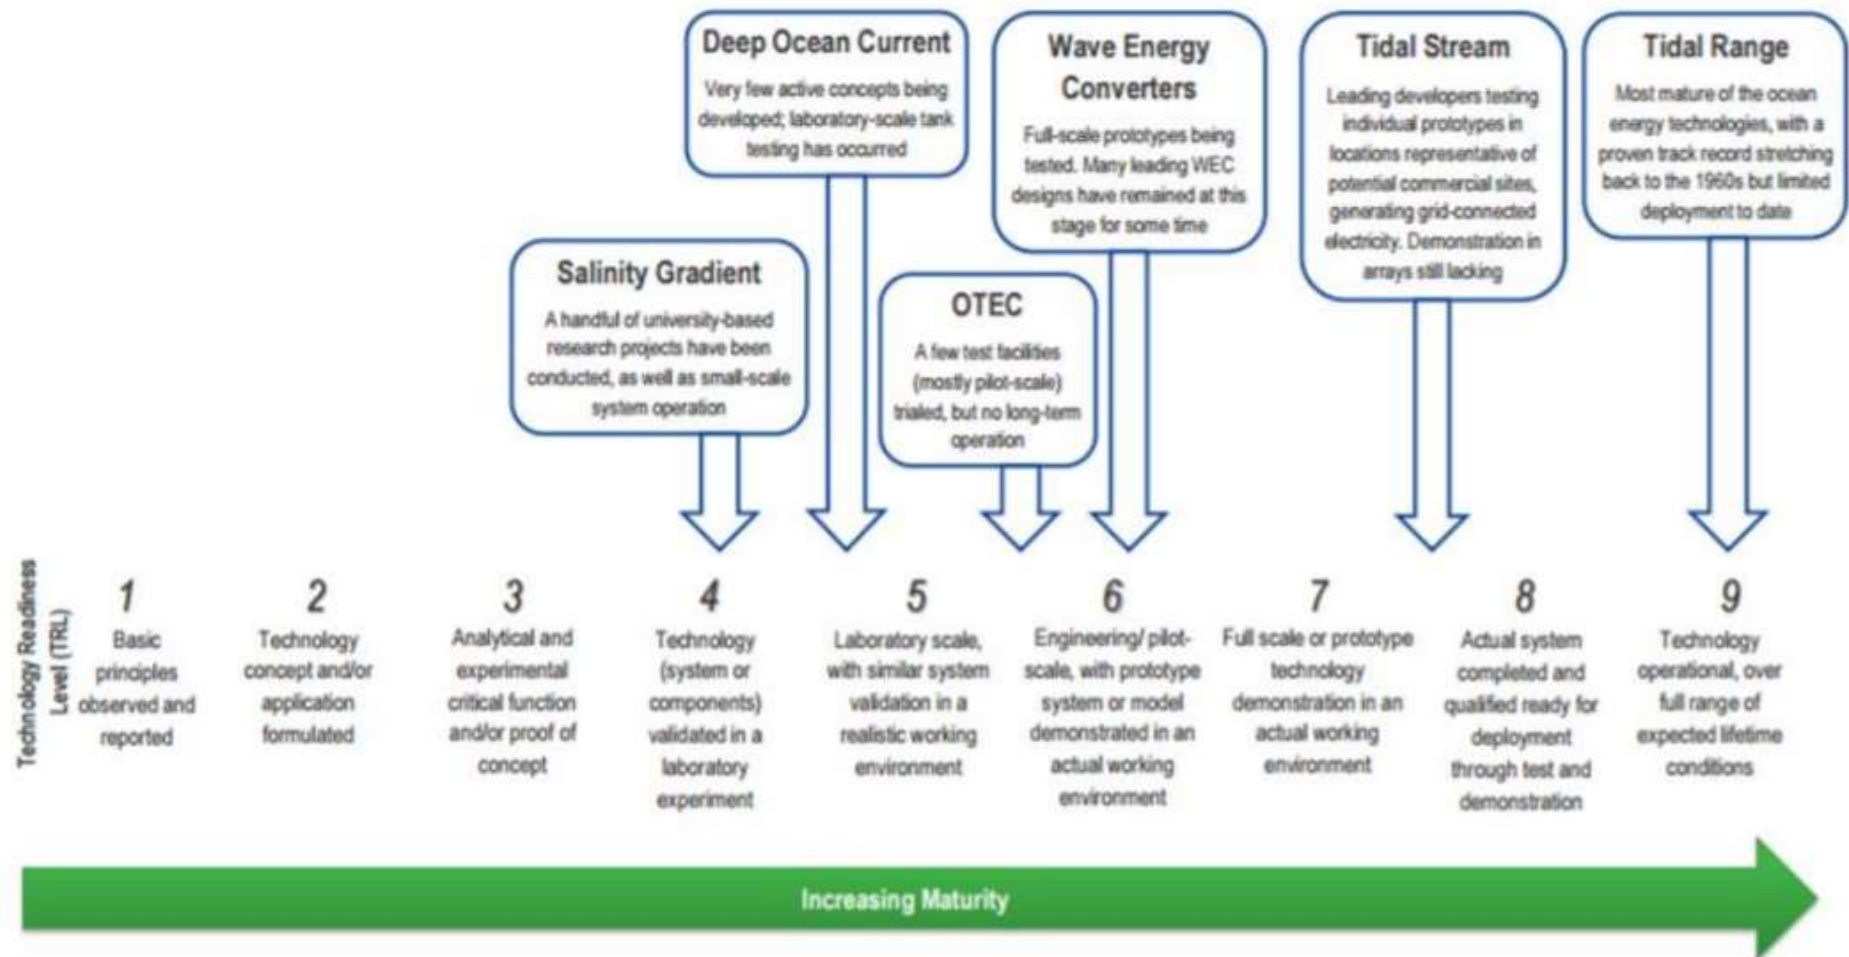 Deep Ocean Current
Very few active concepts being
developed; laboratory-scale tank
testing has occurred
Wave Energy
Converters
Full-scale prototypes being
tested. Many leading WEC
designs have remained at this
stage for some time
Tidal Stream
Leading developers testing
individual prototypes in
locations representative of
potential commercial sites,
generating grid-connected
electricity. Demonstration in
arrays still lacking
Tidal Range
Most mature of the ocean
energy technologies, with a
proven track record stretching
back to the 1960s but limited
deployment to date
Salinity Gradient
A handful of university-based
research projects have been
conducted, as well as small-scale
system operation
OTEC
A few test facilities
(mostly pilot-scale)
trialed, but no long-term
operation
Technology Readiness
Level (TRL)
1
Basic
principles
observed and
reported
2
Technology
concept and/or
application
formulated
3
Analytical and
experimental
critical function
and/or proof of
concept
4
Technology
(system or
components)
validated in a
laboratory
experiment
5
Laboratory scale,
with similar system
validation in a
realistic working
environment
6
Engineering/ pilot-
scale, with prototype
system or model
demonstrated in an
actual working
environment
7
Full scale or prototype
technology
demonstration in an
actual working
environment
8
Actual system
completed and
qualified ready for
deployment
through test and
demonstration
9
Technology
operational, over
full range of
expected lifetime
conditions
Increasing Maturity